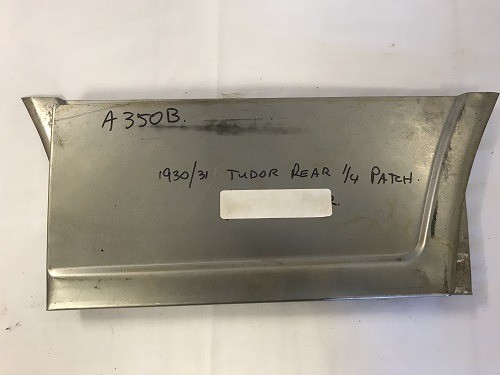 A350B.
1930/31 TUDOR REAR 1/4 PATCH.